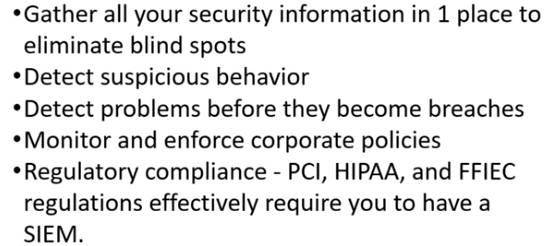 •Gather all your security information in 1 place to
eliminate blind spots
•Detect suspicious behavior
•Detect problems before they become breaches
•Monitor and enforce corporate policies
•Regulatory compliance - PCI, HIPAA, and FFIEC
regulations effectively require you to have a
SIEM.